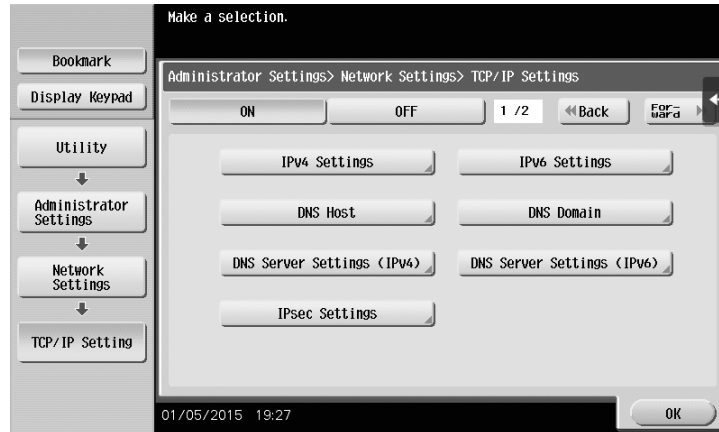 Make a selection.
Bookmark
Display Keypad
Utility
Administrator
Settings
Network
Settings
TCP/IP Setting
Administrator Settings> Network Settings> TCP/IP Settings
ON
OFF
1 /2
Back
For-
ward
IPv4 Settings
IPv6 Settings
DNS Host
DNS Domain
DNS Server Settings (IPv4)
DNS Server Settings (IPv6)
IPsec Settings
01/05/2015 19:27
OK